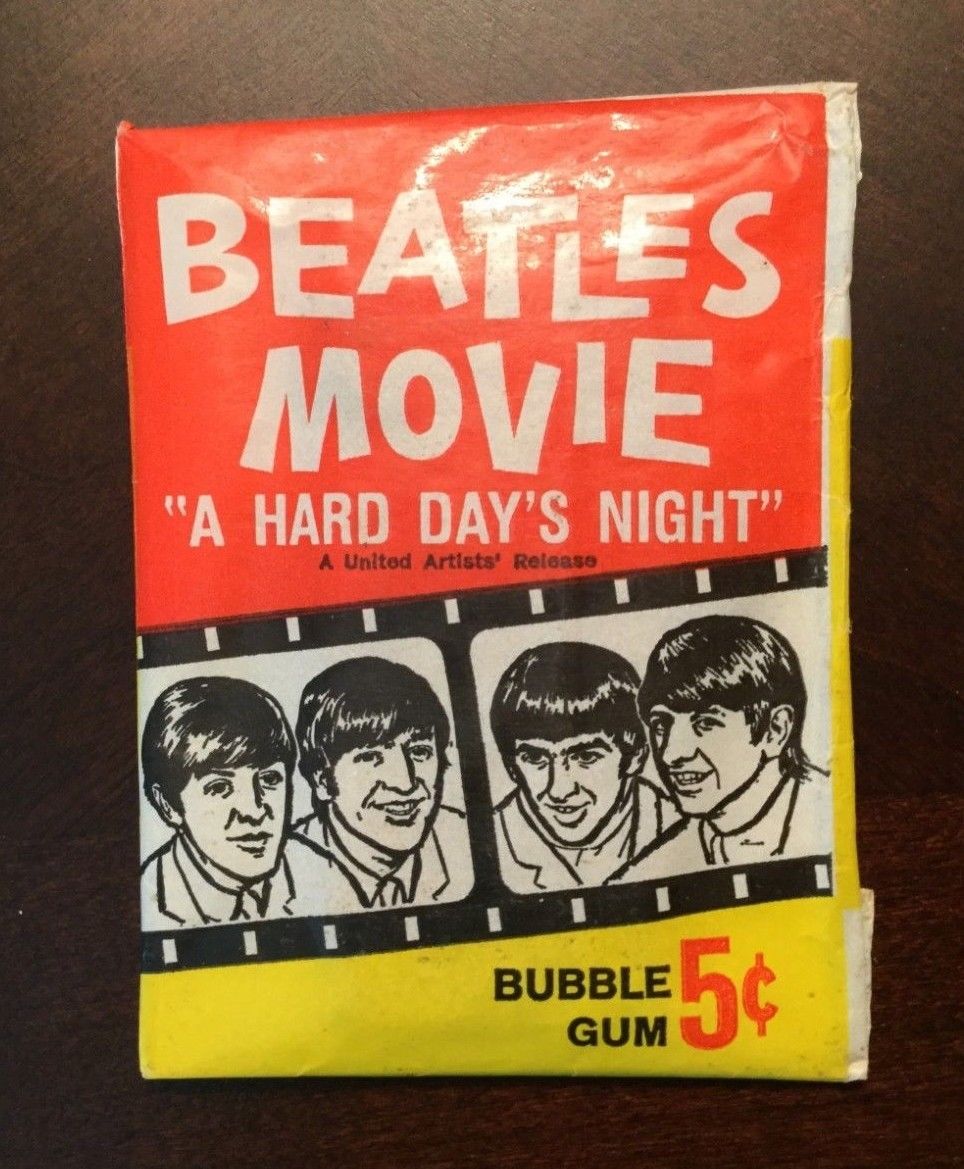 BEATLES
MOVIE
"A HARD DAY'S NIGHT"
A United Artists' Release
BUBBLE
GUM
5¢